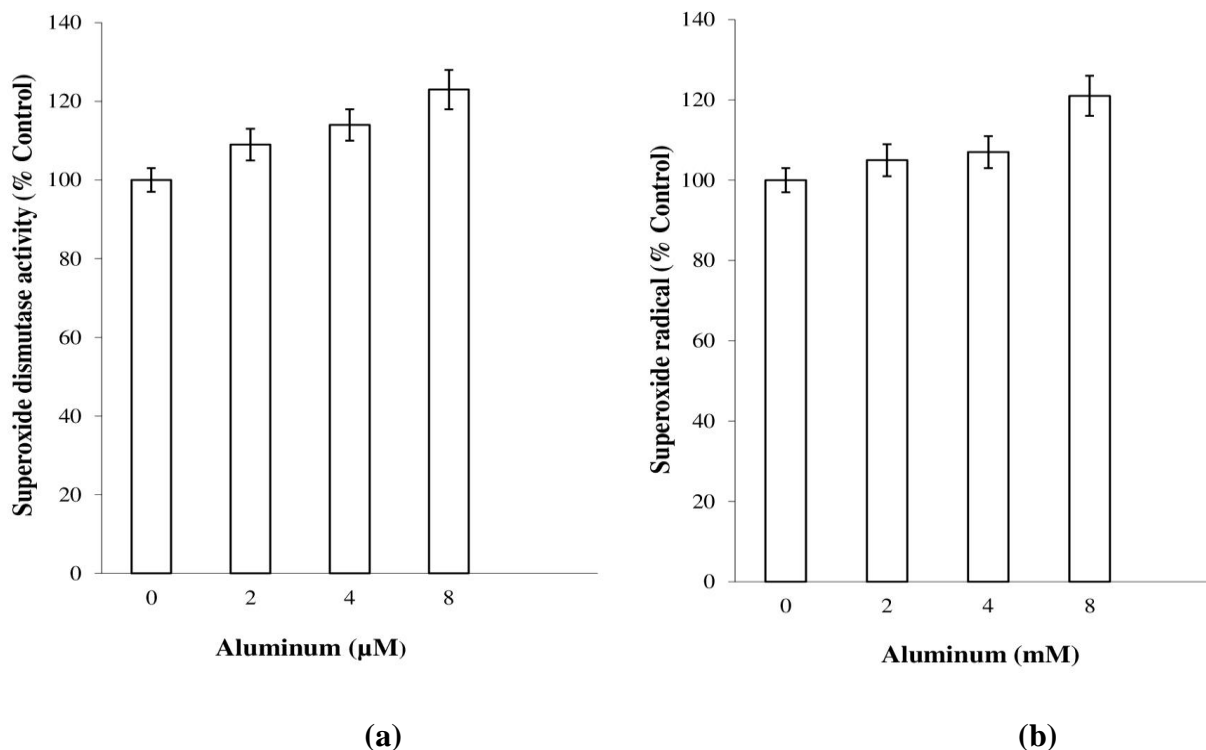 Superoxide dismutase activity (% Control)
140
120
100
80
60
40
20
0
0 2 4 8
Aluminum (µM)
(a)
Superoxide radical (% Control)
140
120
100
80
60
40
20
0
0 2 4 8
Aluminum (mM)
(b)